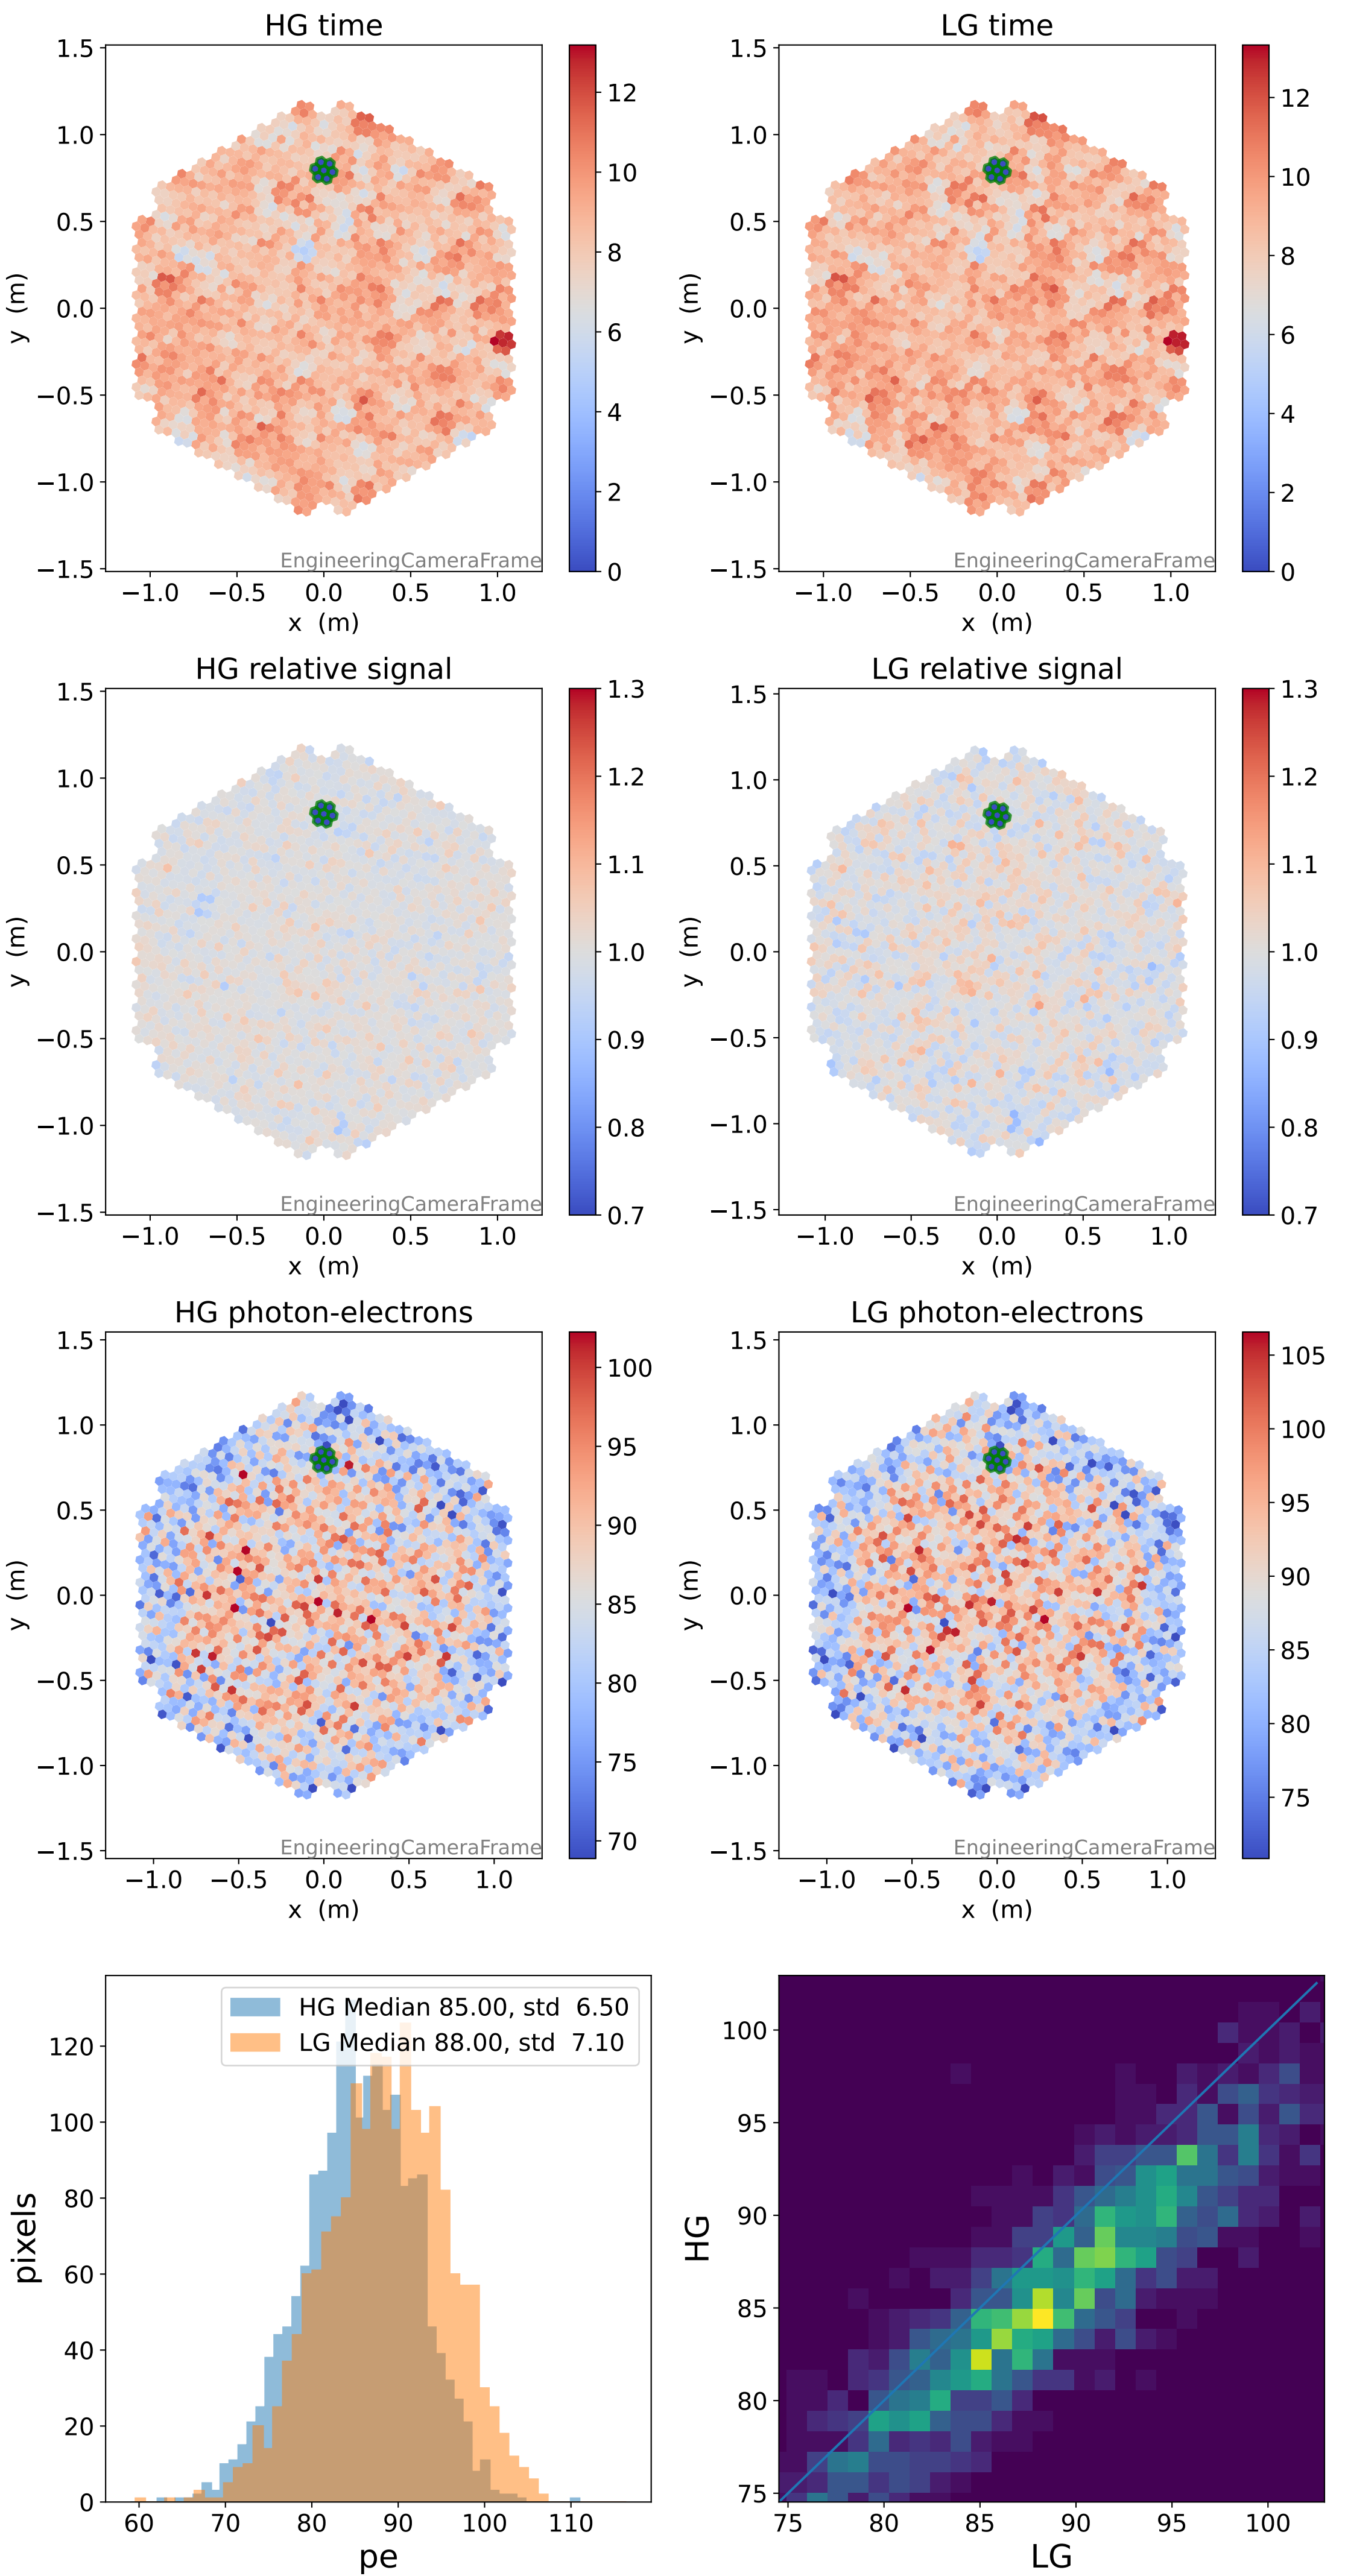 HG time
1.5
1.0
0.5
0.0
−0.5
−1.0
−1.5
y (m)
−1.0 −0.5 0.0 0.5 1.0
x (m)
EngineeringCameraFrame
12
10
8
6
4
2
0
LG time
1.5
1.0
0.5
0.0
−0.5
−1.0
−1.5
y (m)
−1.0 −0.5 0.0 0.5 1.0
x (m)
EngineeringCameraFrame
12
10
8
6
4
2
0
HG relative signal
1.5
1.0
0.5
0.0
−0.5
−1.0
−1.5
y (m)
−1.0 −0.5 0.0 0.5 1.0
x (m)
EngineeringCameraFrame
1.3
1.2
1.1
1.0
0.9
0.8
0.7
LG relative signal
1.5
1.0
0.5
0.0
−0.5
−1.0
−1.5
y (m)
−1.0 −0.5 0.0 0.5 1.0
x (m)
EngineeringCameraFrame
1.3
1.2
1.1
1.0
0.9
0.8
0.7
HG photon-electrons
1.5
1.0
0.5
0.0
−0.5
−1.0
−1.5
y (m)
−1.0 −0.5 0.0 0.5 1.0
x (m)
EngineeringCameraFrame
100
95
90
85
80
75
70
LG photon-electrons
1.5
1.0
0.5
0.0
−0.5
−1.0
−1.5
y (m)
−1.0 −0.5 0.0 0.5 1.0
x (m)
EngineeringCameraFrame
105
100
95
90
85
80
75
HG Median 85.00, std 6.50
LG Median 88.00, std 7.10
120
100
80
60
40
20
0
pixels
60 70 80 90 100 110
pe
100
95
90
85
80
75
HG
75 80 85 90 95 100
LG